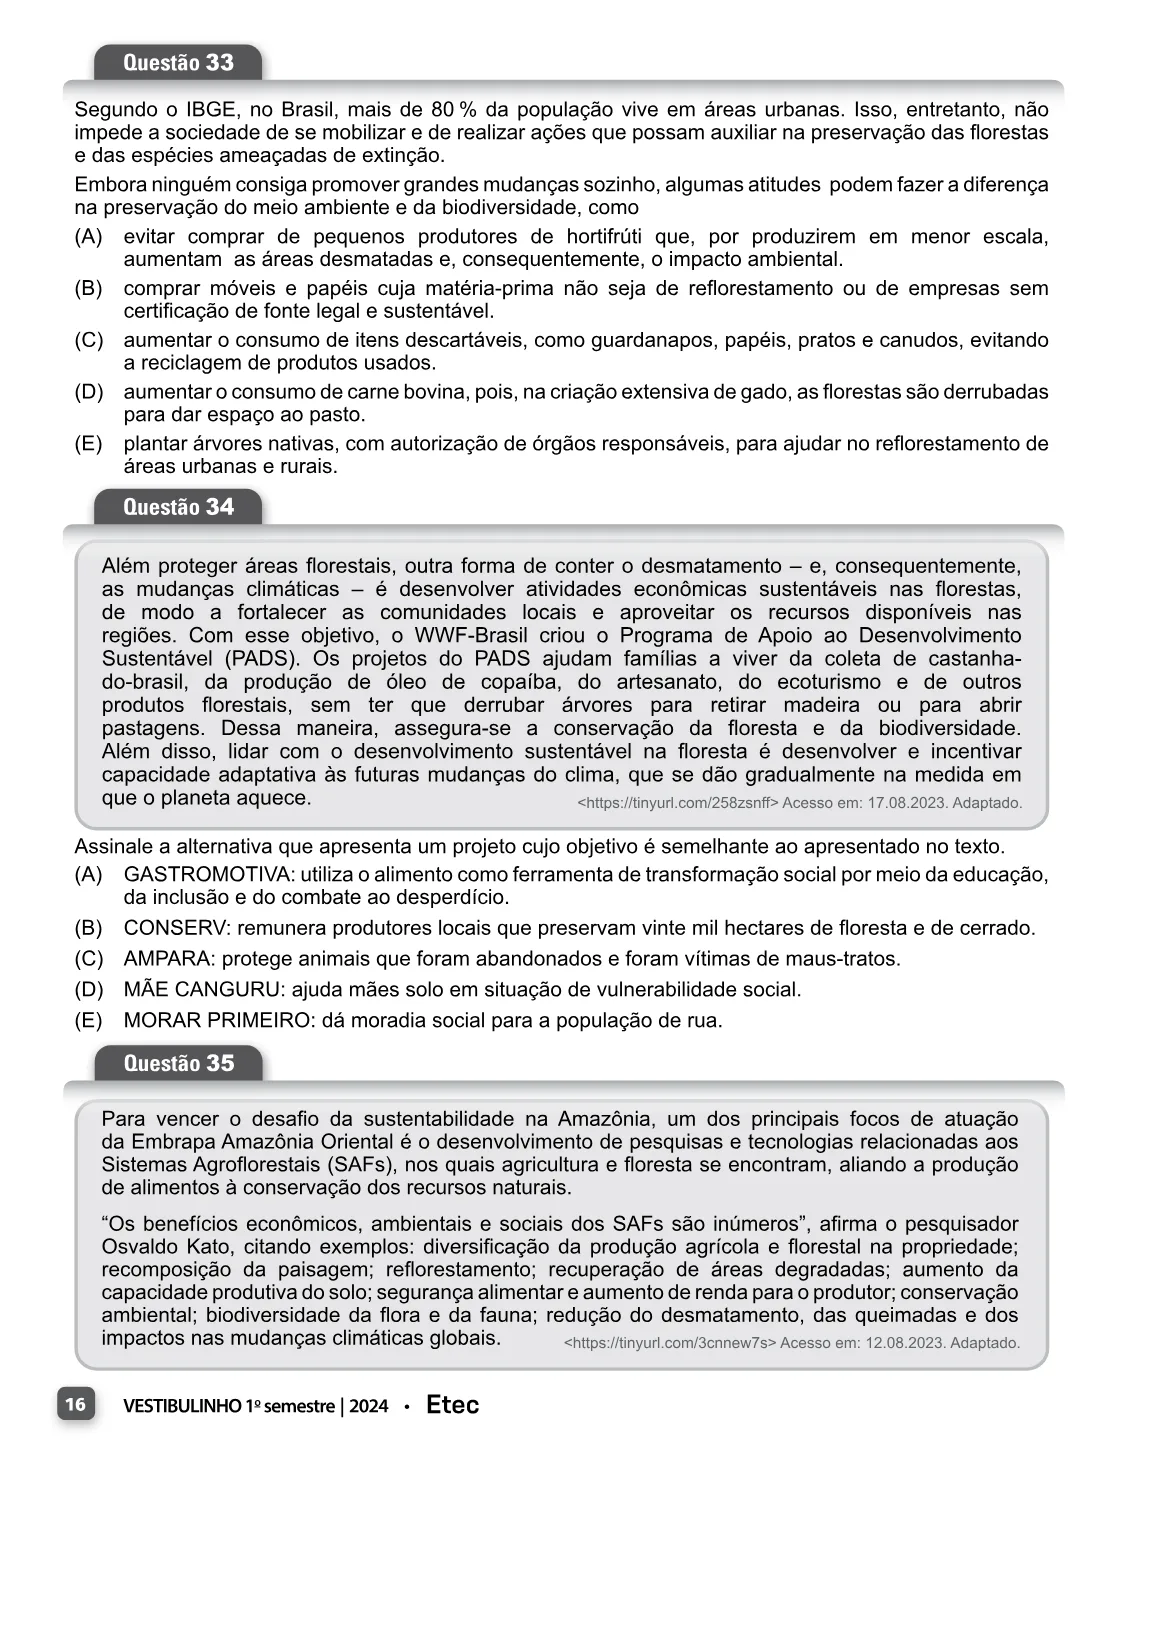 Questão 33
Segundo o IBGE, no Brasil, mais de 80 % da população vive em áreas urbanas. Isso, entretanto, não
impede a sociedade de se mobilizar e de realizar ações que possam auxiliar na preservação das florestas
e das espécies ameaçadas de extinção.
Embora ninguém consiga promover grandes mudanças sozinho, algumas atitudes podem fazer a diferença
na preservação do meio ambiente e da biodiversidade, como
(A) evitar comprar de pequenos produtores de hortifrúti que, por produzirem em menor escala,
aumentam as áreas desmatadas e, consequentemente, o impacto ambiental.
(B) comprar móveis e papéis cuja matéria-prima não seja de reflorestamento ou de empresas sem
certificação de fonte legal e sustentável.
(C) aumentar o consumo de itens descartáveis, como guardanapos, papéis, pratos e canudos, evitando
a reciclagem de produtos usados.
(D) aumentar o consumo de carne bovina, pois, na criação extensiva de gado, as florestas são derrubadas
para dar espaço ao pasto.
(E) plantar árvores nativas, com autorização de órgãos responsáveis, para ajudar no reflorestamento de
áreas urbanas e rurais.
Questão 34
Além proteger áreas florestais, outra forma de conter o desmatamento – e, consequentemente,
as mudanças climáticas – é desenvolver atividades econômicas sustentáveis nas florestas,
de modo a fortalecer as comunidades locais e aproveitar os recursos disponíveis nas
regiões. Com esse objetivo, o WWF-Brasil criou o Programa de Apoio ao Desenvolvimento
Sustentável (PADS). Os projetos do PADS ajudam famílias a viver da coleta de castanha-
do-brasil, da produção de óleo de copaíba, do artesanato, do ecoturismo e de outros
produtos florestais, sem ter que derrubar árvores para retirar madeira ou para abrir
pastagens. Dessa maneira, assegura-se a conservação da floresta e da biodiversidade.
Além disso, lidar com o desenvolvimento sustentável na floresta é desenvolver e incentivar
capacidade adaptativa às futuras mudanças do clima, que se dão gradualmente na medida em
que o planeta aquece. <https://tinyurl.com/258zsnff> Acesso em: 17.08.2023. Adaptado.
Assinale a alternativa que apresenta um projeto cujo objetivo é semelhante ao apresentado no texto.
(A) GASTROMOTIVA: utiliza o alimento como ferramenta de transformação social por meio da educação,
da inclusão e do combate ao desperdício.
(B) CONSERV: remunera produtores locais que preservam vinte mil hectares de floresta e de cerrado.
(C) AMPARA: protege animais que foram abandonados e foram vítimas de maus-tratos.
(D) MÃE CANGURU: ajuda mães solo em situação de vulnerabilidade social.
(E) MORAR PRIMEIRO: dá moradia social para a população de rua.
Questão 35
Para vencer o desafio da sustentabilidade na Amazônia, um dos principais focos de atuação
da Embrapa Amazônia Oriental é o desenvolvimento de pesquisas e tecnologias relacionadas aos
Sistemas Agroflorestais (SAFs), nos quais agricultura e floresta se encontram, aliando a produção
de alimentos à conservação dos recursos naturais.
“Os benefícios econômicos, ambientais e sociais dos SAFs são inúmeros”, afirma o pesquisador
Osvaldo Kato, citando exemplos: diversificação da produção agrícola e florestal na propriedade;
recomposição da paisagem; reflorestamento; recuperação de áreas degradadas; aumento da
capacidade produtiva do solo; segurança alimentar e aumento de renda para o produtor; conservação
ambiental; biodiversidade da flora e da fauna; redução do desmatamento, das queimadas e dos
impactos nas mudanças climáticas globais. <https://tinyurl.com/3cnnew7s> Acesso em: 12.08.2023. Adaptado.
16 VESTIBULINHO 1º semestre | 2024 • Etec